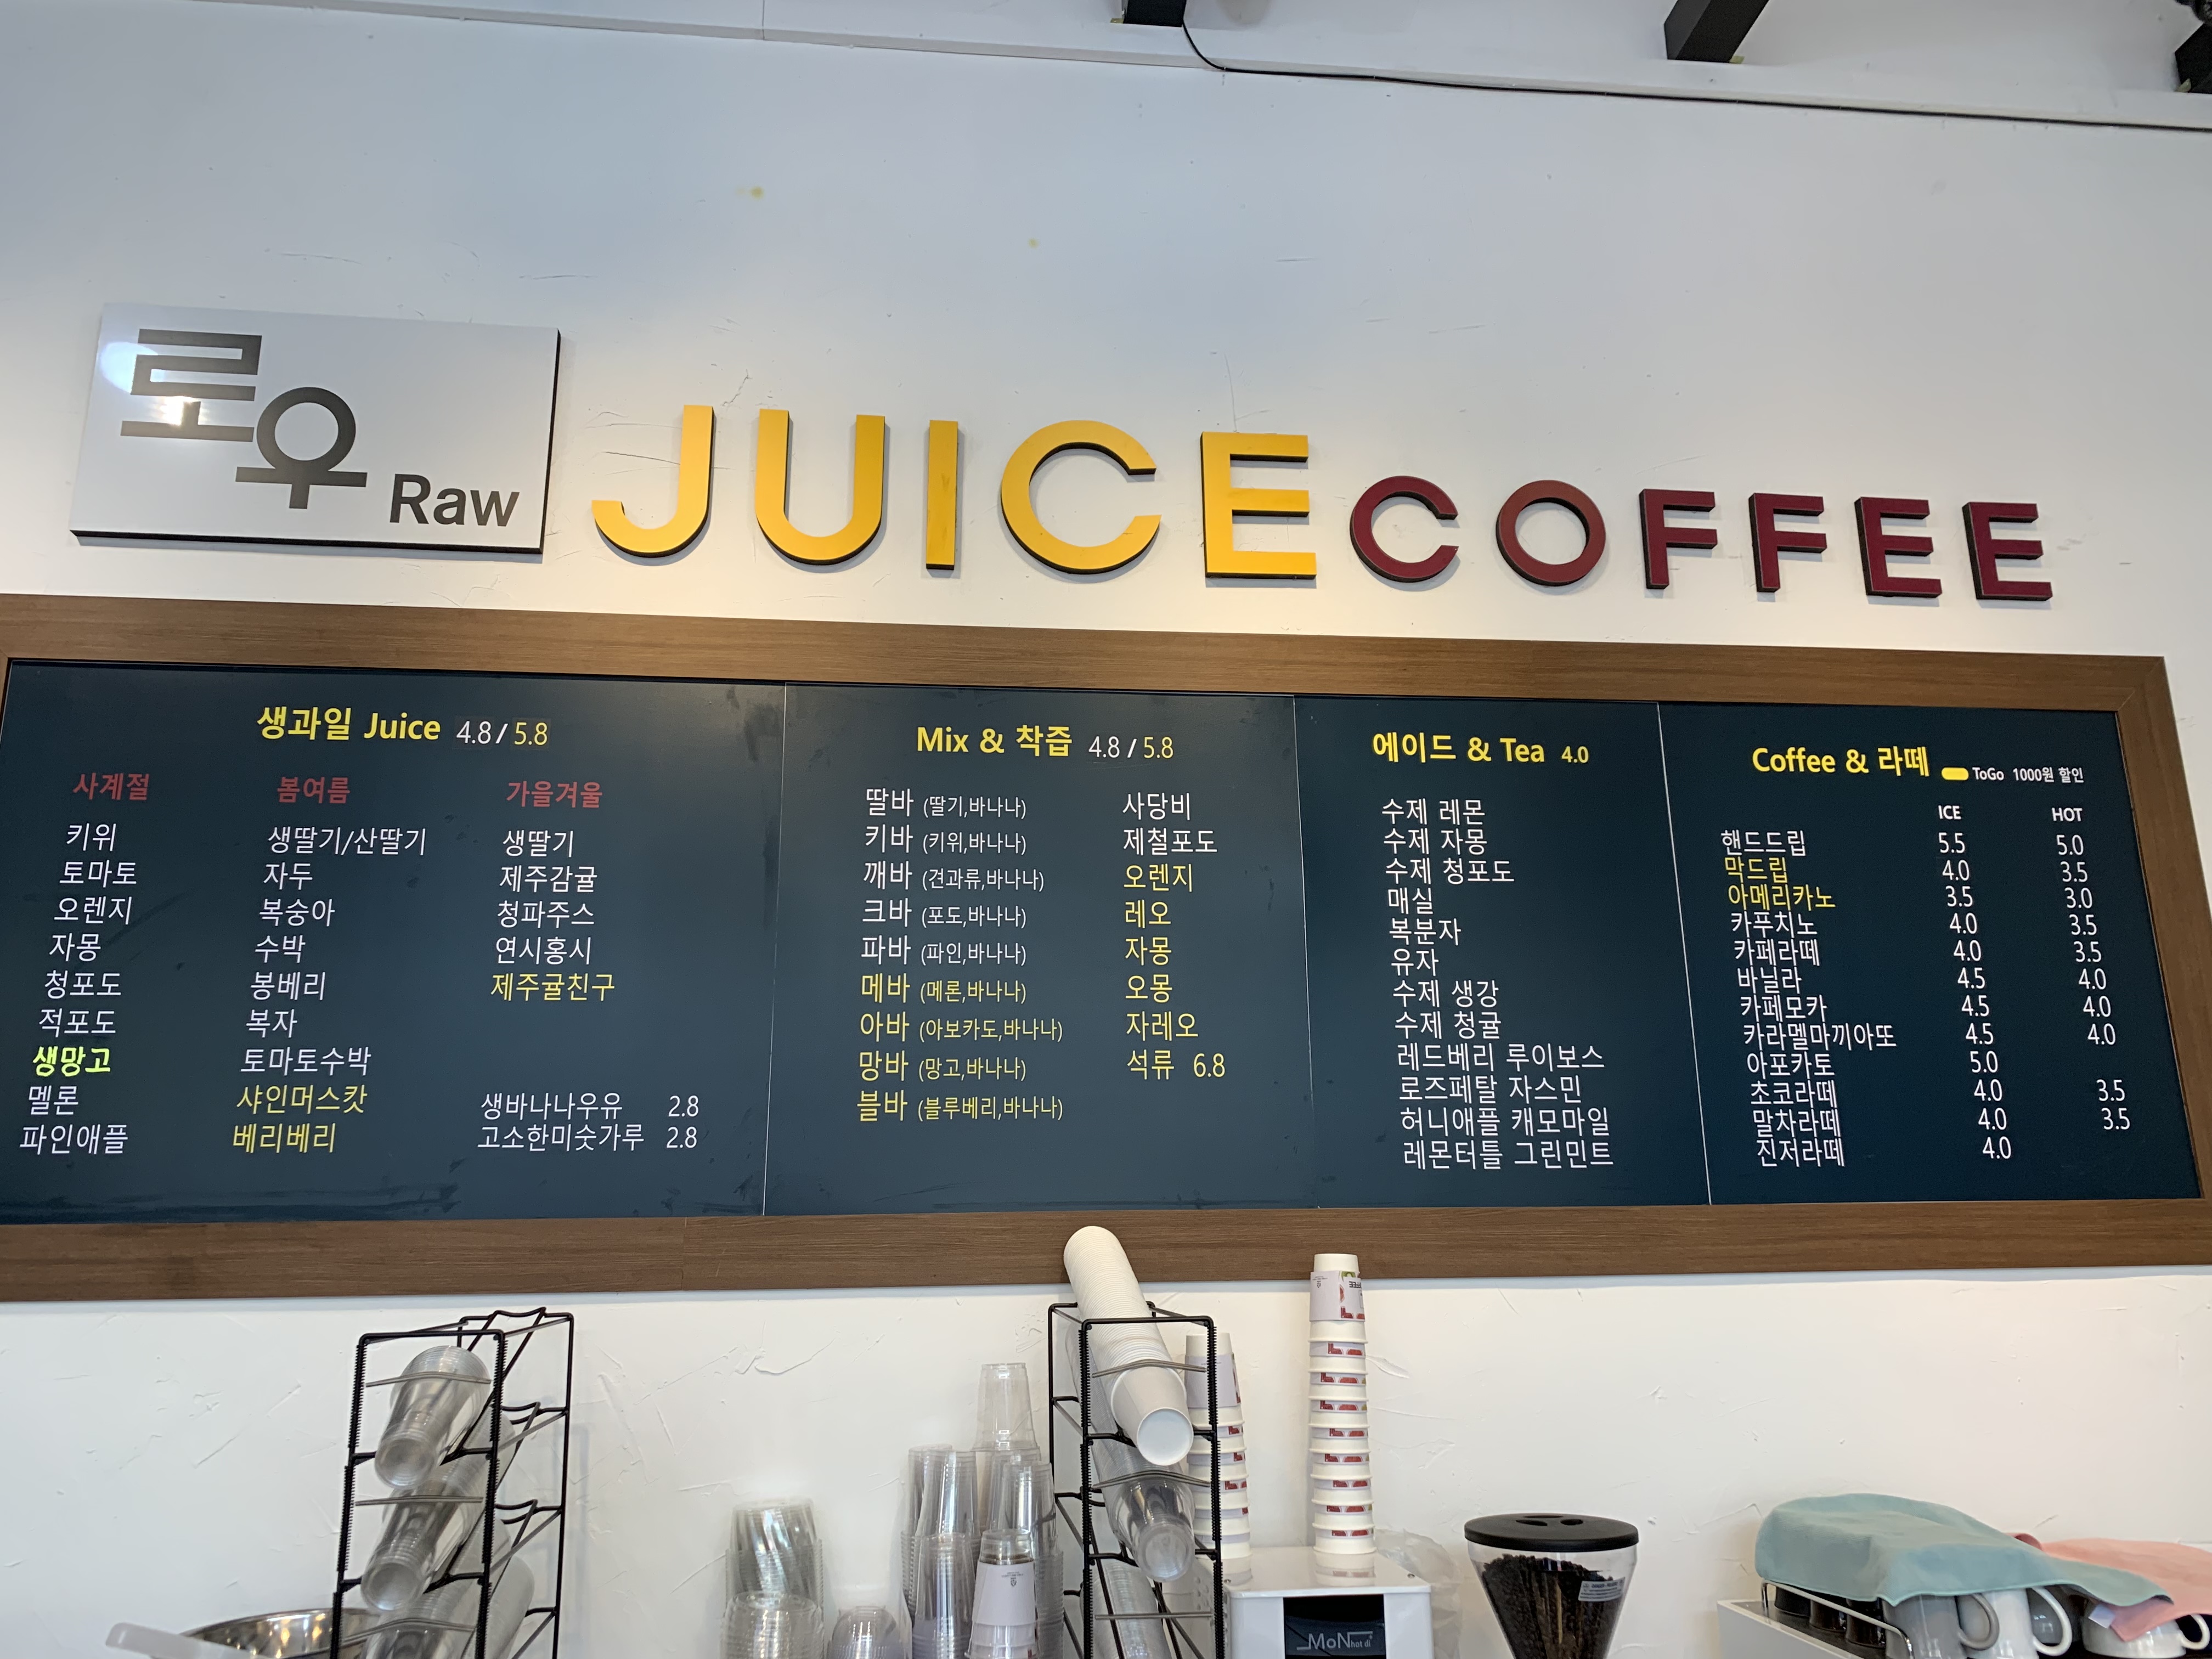 로우 Raw
JUICE COFFEE
생과일 Juice 4.8 / 5.8
사계절
키위
토마토
오렌지
자몽
청포도
적포도
생망고
멜론
파인애플
봄여름
생딸기/산딸기
자두
복숭아
수박
봉베리
복자
토마토수박
샤인머스캇
베리베리
가을겨울
생딸기
제주감귤
청파주스
연시홍시
제주귤친구
생바나나우유 2.8
고소한미숫가루 2.8
Mix & 착즙 4.8 / 5.8
딸바 (딸기,바나나)
키바 (키위,바나나)
깨바 (견과류,바나나)
크바 (포도,바나나)
파바 (파인,바나나)
메바 (메론,바나나)
아바 (아보카도,바나나)
망바 (망고,바나나)
블바 (블루베리,바나나)
사당비
제철포도
오렌지
레오
자몽
오몽
자레오
석류 6.8
에이드 & Tea 4.0
수제 레몬
수제 자몽
수제 청포도
매실
복분자
유자
수제 생강
수제 청귤
레드베리 루이보스
로즈페탈 자스민
허니애플 캐모마일
레몬터틀 그린민트
Coffee & 라떼 ToGo 1000원 할인
ICE HOT
핸드드립 5.5 5.0
막드립 4.0 3.5
아메리카노 3.5 3.0
카푸치노 4.0 3.5
카페라떼 4.0 3.5
바닐라 4.5 4.0
카페모카 4.5 4.0
카라멜마끼아또 4.5 4.0
아포카토 5.0
초코라떼 4.0 3.5
말차라떼 4.0 3.5
진저라떼 4.0
MoN hot di